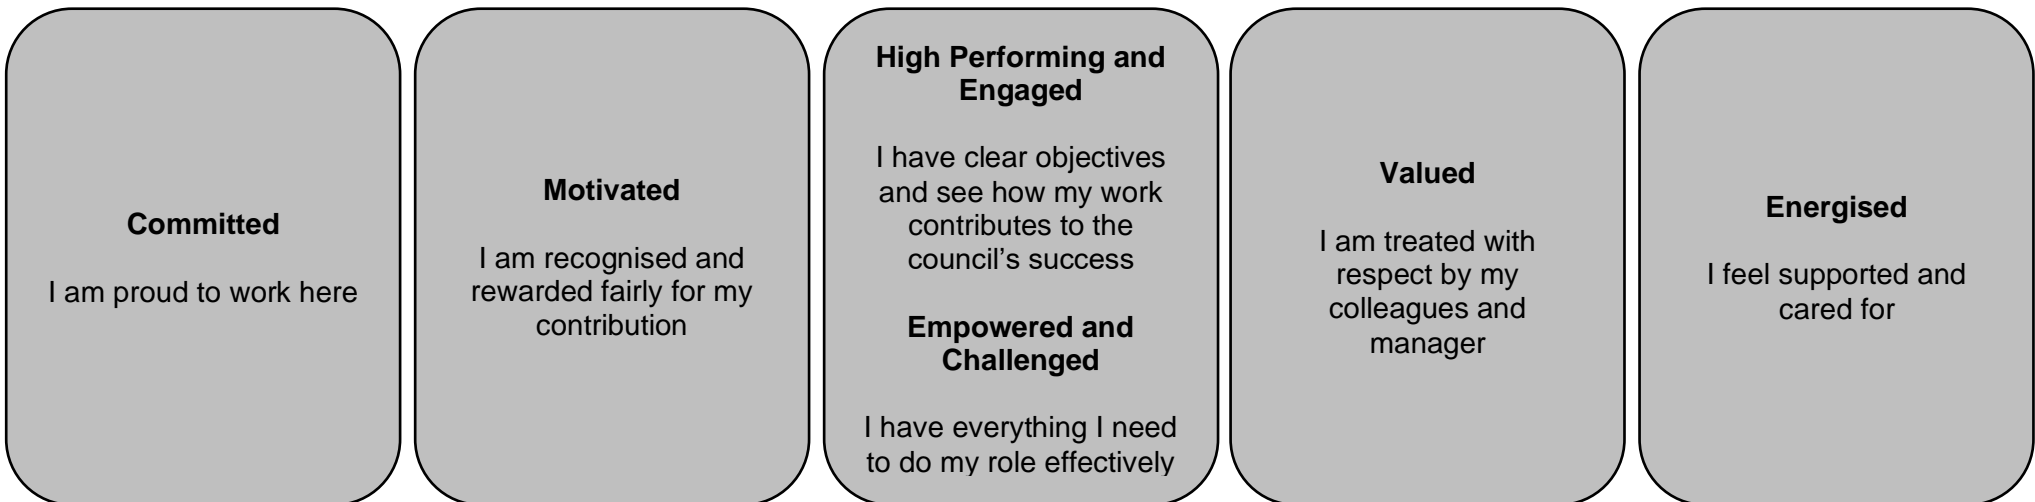 Committed
I am proud to work here
Motivated
I am recognised and
rewarded fairly for my
contribution
High Performing and
Engaged
I have clear objectives
and see how my work
contributes to the
council’s success
Empowered and
Challenged
I have everything I need
to do my role effectively
Valued
I am treated with
respect by my
colleagues and
manager
Energised
I feel supported and
cared for